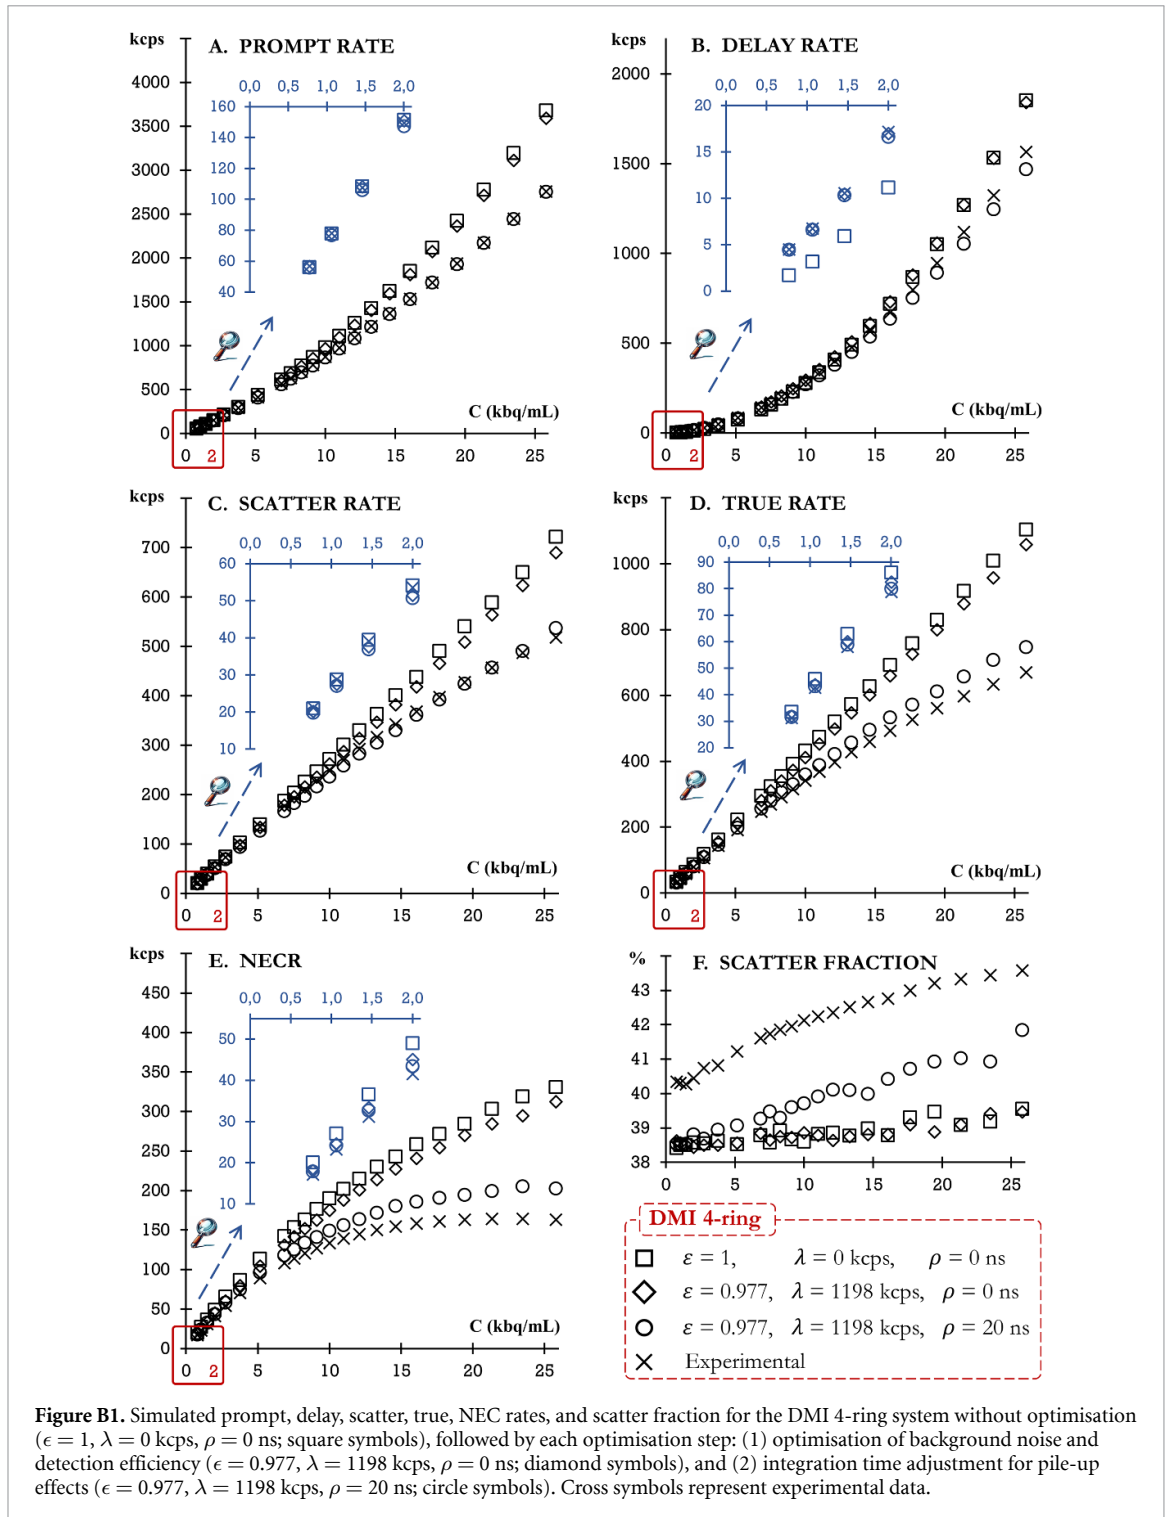 A. PROMPT RATE
kcps
4000
3500
3000
2500
2000
1500
1000
500
0
0 2 5 10 15 20 25
C (kbq/mL)
0,0 0,5 1,0 1,5 2,0
160
140
120
100
80
60
40
B. DELAY RATE
kcps
2000
1500
1000
500
0
0 2 5 10 15 20 25
C (kbq/mL)
0,0 0,5 1,0 1,5 2,0
20
15
10
5
0
C. SCATTER RATE
kcps
700
600
500
400
300
200
100
0
0 2 5 10 15 20 25
C (kbq/mL)
0,0 0,5 1,0 1,5 2,0
60
50
40
30
20
10
D. TRUE RATE
kcps
1000
800
600
400
200
0
0 2 5 10 15 20 25
C (kbq/mL)
0,0 0,5 1,0 1,5 2,0
90
80
70
60
50
40
30
20
E. NECR
kcps
450
400
350
300
250
200
150
100
50
0
0 2 5 10 15 20 25
C (kbq/mL)
0,0 0,5 1,0 1,5 2,0
50
40
30
20
10
F. SCATTER FRACTION
%
43
42
41
40
39
38
0 5 10 15 20 25
DMI 4-ring
ε = 1, λ = 0 kcps, ρ = 0 ns
ε = 0.977, λ = 1198 kcps, ρ = 0 ns
ε = 0.977, λ = 1198 kcps, ρ = 20 ns
Experimental
Figure B1. Simulated prompt, delay, scatter, true, NEC rates, and scatter fraction for the DMI 4-ring system without optimisation
(ϵ = 1, λ = 0 kcps, ρ = 0 ns; square symbols), followed by each optimisation step: (1) optimisation of background noise and
detection efficiency (ϵ = 0.977, λ = 1198 kcps, ρ = 0 ns; diamond symbols), and (2) integration time adjustment for pile-up
effects (ϵ = 0.977, λ = 1198 kcps, ρ = 20 ns; circle symbols). Cross symbols represent experimental data.